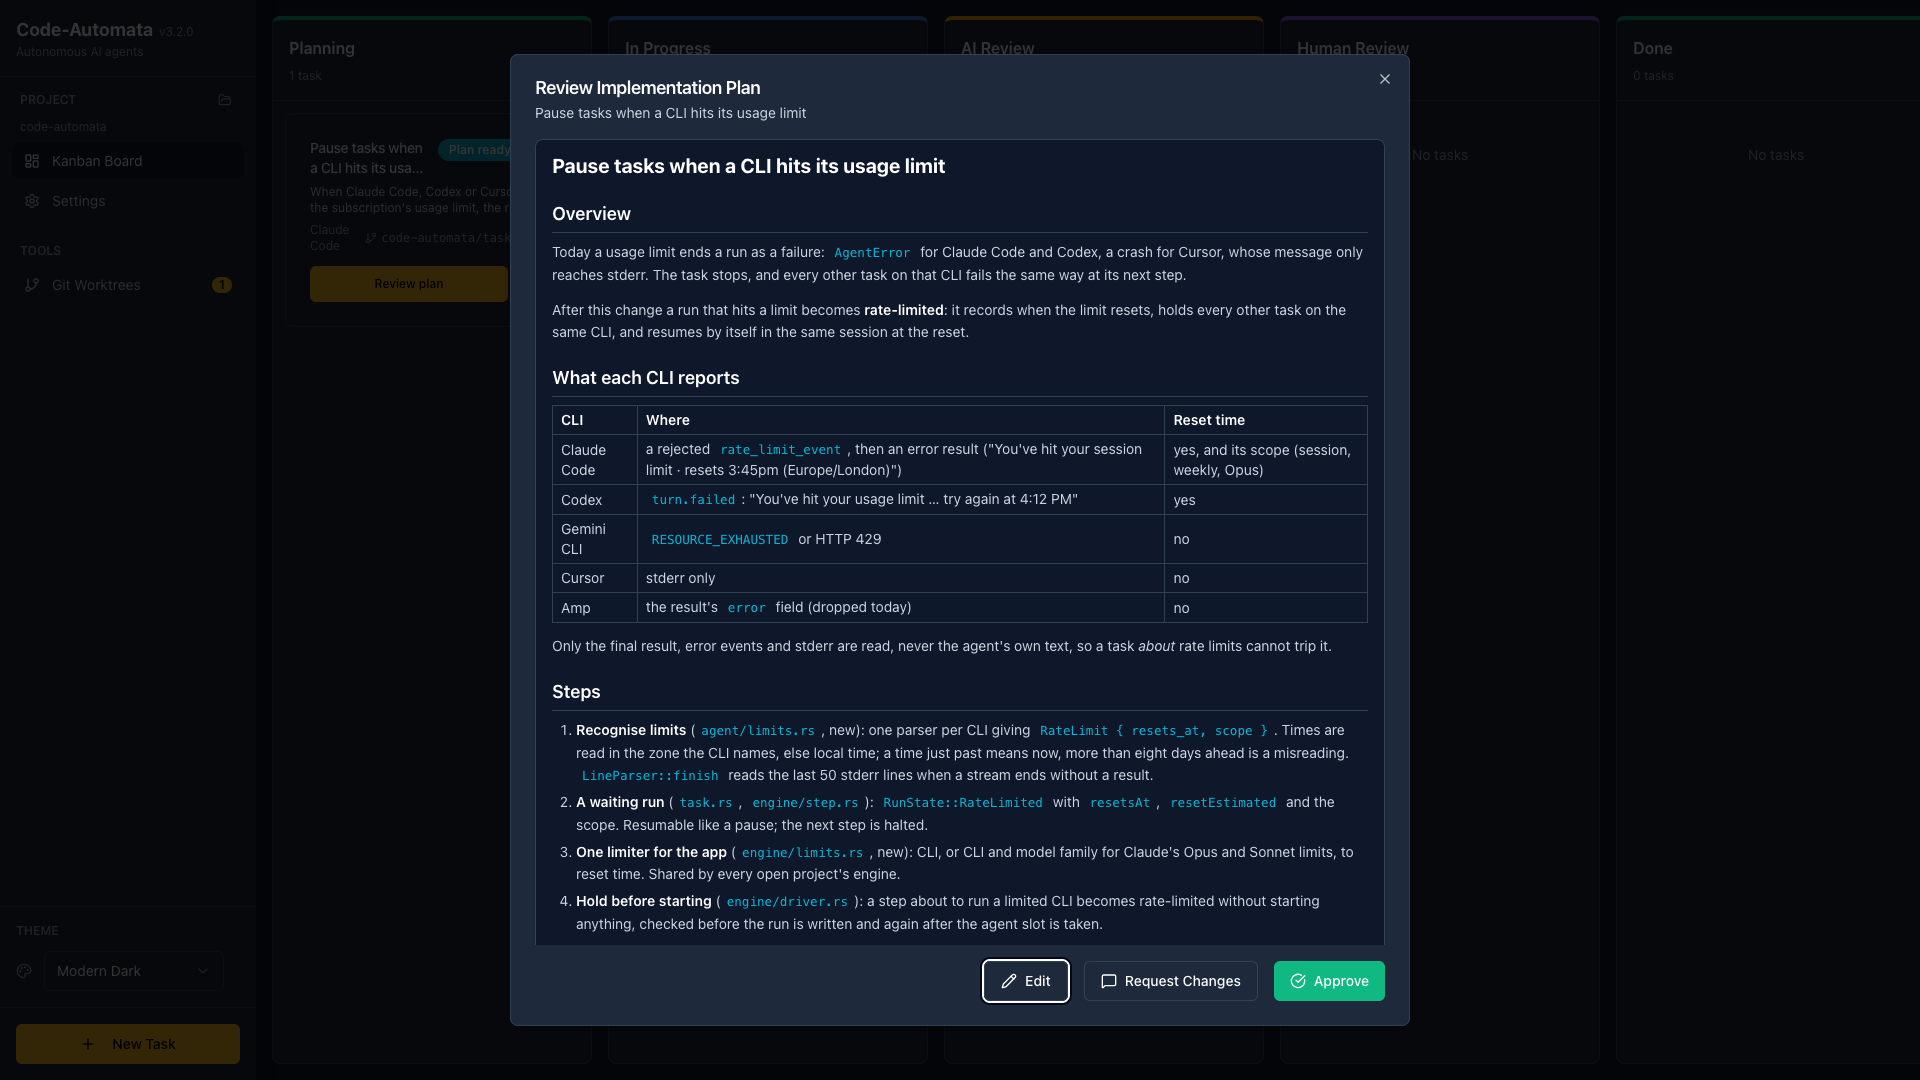 Code-Automata v3.2.0
Autonomous AI agents
PROJECT
code-automata
Kanban Board
Settings
TOOLS
Git Worktrees
1
THEME
Modern Dark
New Task
Planning
1 task
Pause tasks when
a CLI hits its usa...
Plan ready
When Claude Code, Codex or Curso
the subscription's usage limit, the r
Claude
Code
code-automata/task
Review plan
In Progress
AI Review
Human Review
No tasks
Done
0 tasks
No tasks
Review Implementation Plan
Pause tasks when a CLI hits its usage limit
Pause tasks when a CLI hits its usage limit
Overview
Today a usage limit ends a run as a failure: AgentError for Claude Code and Codex, a crash for Cursor, whose message only
reaches stderr. The task stops, and every other task on that CLI fails the same way at its next step.
After this change a run that hits a limit becomes rate-limited: it records when the limit resets, holds every other task on the
same CLI, and resumes by itself in the same session at the reset.
What each CLI reports
CLI Where Reset time
Claude
Code
a rejected rate_limit_event , then an error result ("You've hit your session
limit · resets 3:45pm (Europe/London)")
yes, and its scope (session,
weekly, Opus)
Codex turn.failed : "You've hit your usage limit … try again at 4:12 PM" yes
Gemini
CLI
RESOURCE_EXHAUSTED or HTTP 429 no
Cursor stderr only no
Amp the result's error field (dropped today) no
Only the final result, error events and stderr are read, never the agent's own text, so a task about rate limits cannot trip it.
Steps
1. Recognise limits ( agent/limits.rs , new): one parser per CLI giving RateLimit { resets_at, scope } . Times are
read in the zone the CLI names, else local time; a time just past means now, more than eight days ahead is a misreading.
LineParser::finish reads the last 50 stderr lines when a stream ends without a result.
2. A waiting run ( task.rs , engine/step.rs ): RunState::RateLimited with resetsAt , resetEstimated and the
scope. Resumable like a pause; the next step is halted.
3. One limiter for the app ( engine/limits.rs , new): CLI, or CLI and model family for Claude's Opus and Sonnet limits, to
reset time. Shared by every open project's engine.
4. Hold before starting ( engine/driver.rs ): a step about to run a limited CLI becomes rate-limited without starting
anything, checked before the run is written and again after the agent slot is taken.
Edit
Request Changes
Approve